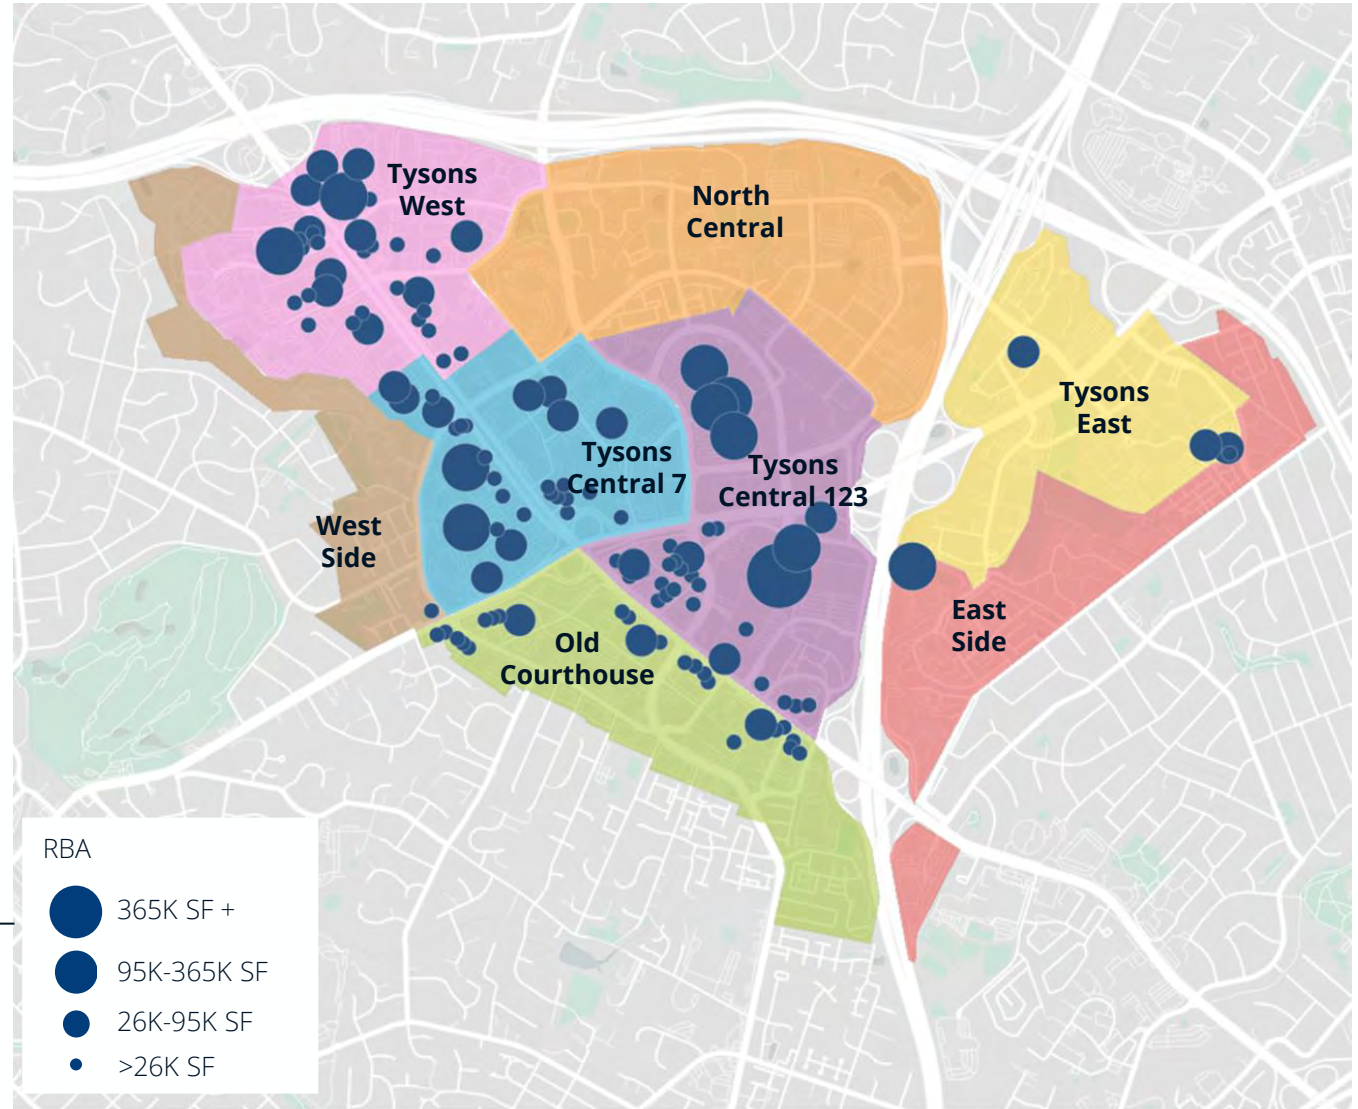 Tysons
West
North
Central
Tysons
East
Tysons
Central 7
Tysons
Central 123
West
Side
East
Side
Old
Courthouse
RBA
365K SF +
95K-365K SF
26K-95K SF
>26K SF